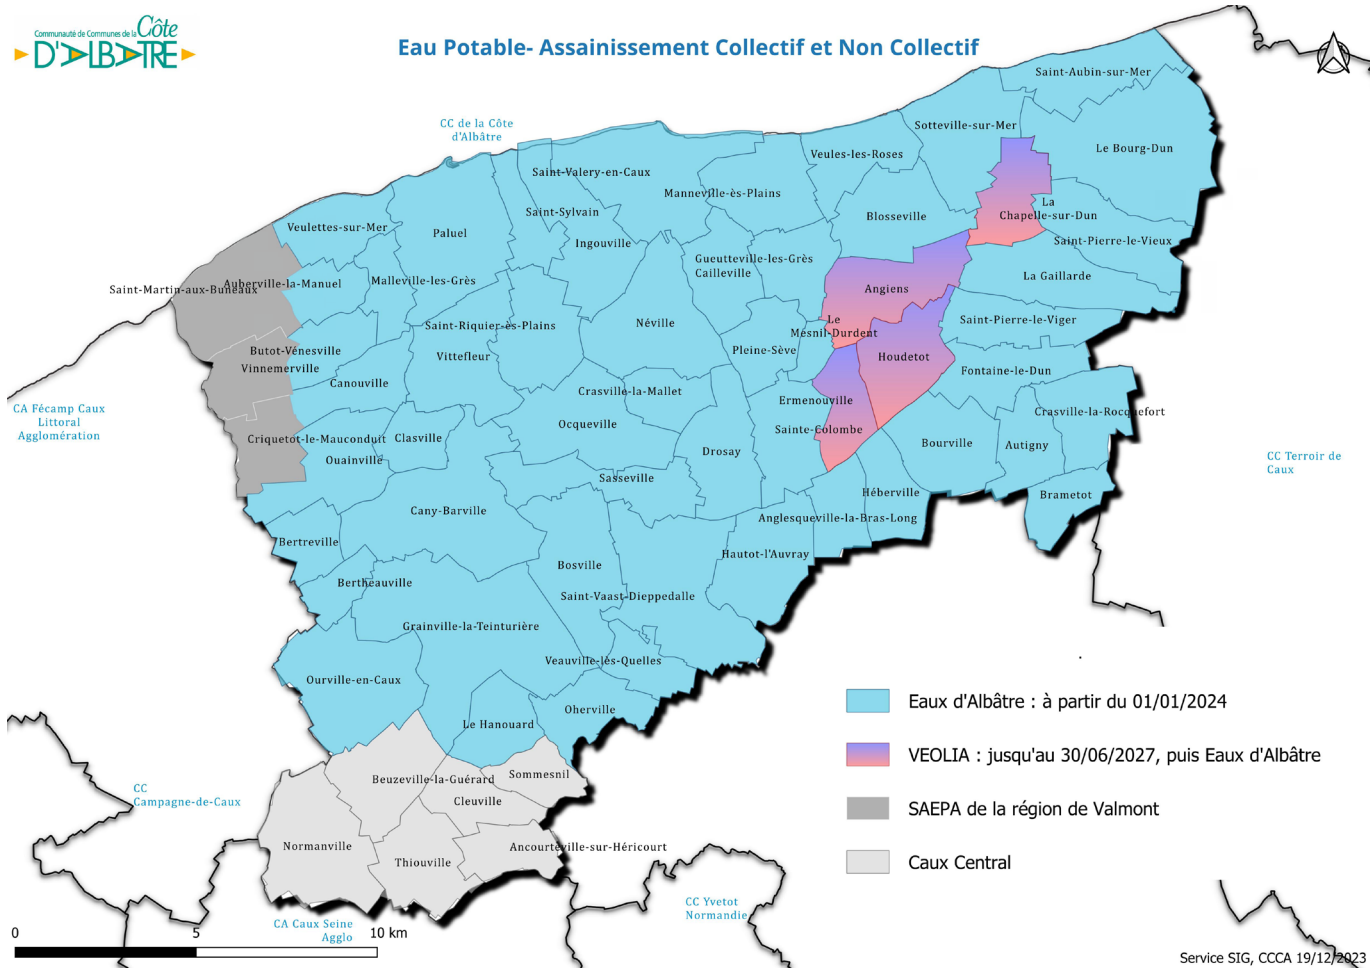 Communauté de Communes de la Côte
D'ALBATRE
Eau Potable- Assainissement Collectif et Non Collectif
CC de la Côte
d'Albâtre
Saint-Aubin-sur-Mer
Sotteville-sur-Mer
Le Bourg-Dun
Veules-les-Roses
Saint-Valery-en-Caux
Manneville-ès-Plains
La
Chapelle-sur-Dun
Saint-Sylvain
Blosseville
Veulettes-sur-Mer
Paluel
Ingouville
Saint-Pierre-le-Vieux
Gueutteville-les-Grès
Cailleville
La Gaillarde
Auberville-la-Manuel
Malleville-les-Grès
Saint-Martin-aux-Buneaux
Angiens
Saint-Riquier-ès-Plains
Néville
Le
Mesnil-Durdent
Saint-Pierre-le-Viger
Butot-Vénesville
Vittefleur
Pleine-Sève
Houdetot
Vinnemerville
Fontaine-le-Dun
Canouville
Crasville-la-Mallet
Ermenouville
CA Fécamp Caux
Littoral
Agglomération
Crasville-la-Rocquefort
Ocqueville
Sainte-Colombe
Criquetot-le-Mauconduit
Clasville
Bourville
Autigny
Ouainville
Drosay
CC Terroir de
Caux
Sasseville
Héberville
Brametot
Cany-Barville
Anglesqueville-la-Bras-Long
Bertreville
Hautot-l'Auvray
Bosville
Bertheauville
Saint-Vaast-Dieppedalle
Grainville-la-Teinturière
Veauville-lès-Quelles
Ourville-en-Caux
Oherville
Le Hanouard
Eaux d'Albâtre : à partir du 01/01/2024
VEOLIA : jusqu'au 30/06/2027, puis Eaux d'Albâtre
SAEPA de la région de Valmont
Caux Central
Beuzeville-la-Guérard
Sommesnil
Cleuville
CC
Campagne-de-Caux
Normanville
Thiouville
Ancourteville-sur-Héricourt
CC Yvetot
Normandie
CA Caux Seine
Agglo
0 5 10 km
Service SIG, CCCA 19/12/2023